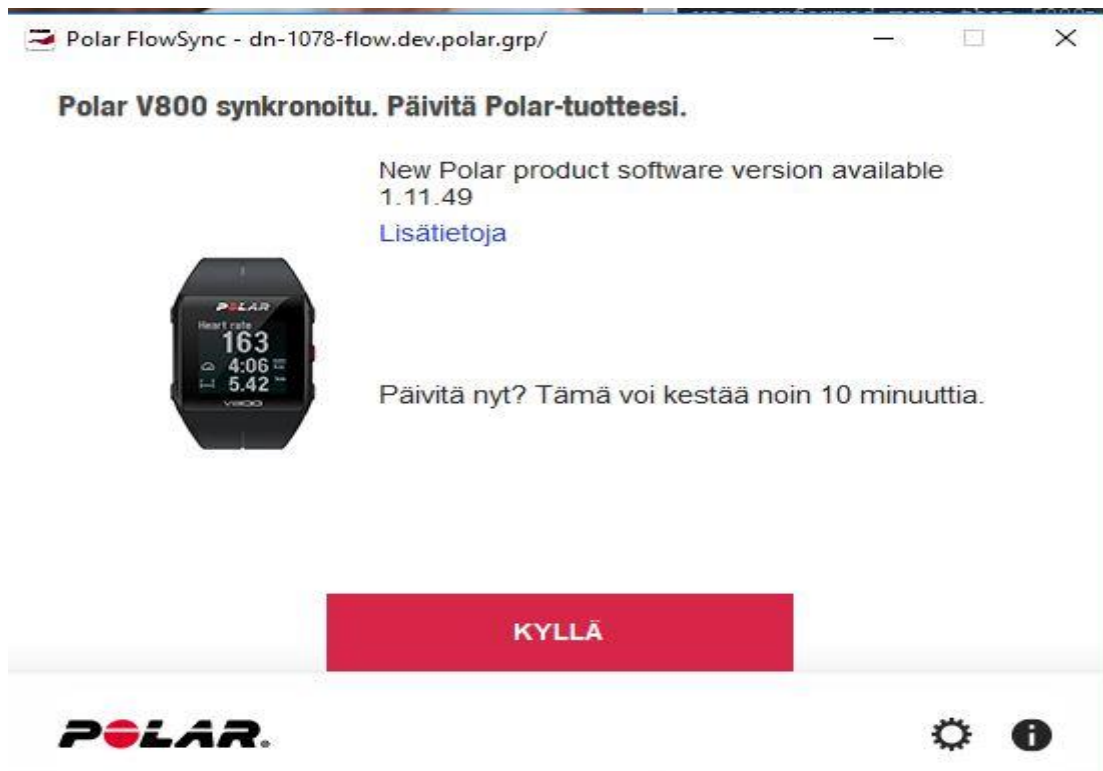 Polar FlowSync - dn-1078-flow.dev.polar.grp/
Polar V800 synkronoitu. Päivitä Polar-tuotteesi.
New Polar product software version available
1.11.49
Lisätietoja
POLAR
Heart rate
163
4:06
5.42
V800
Päivitä nyt? Tämä voi kestää noin 10 minuuttia.
KYLLÄ
POLAR.